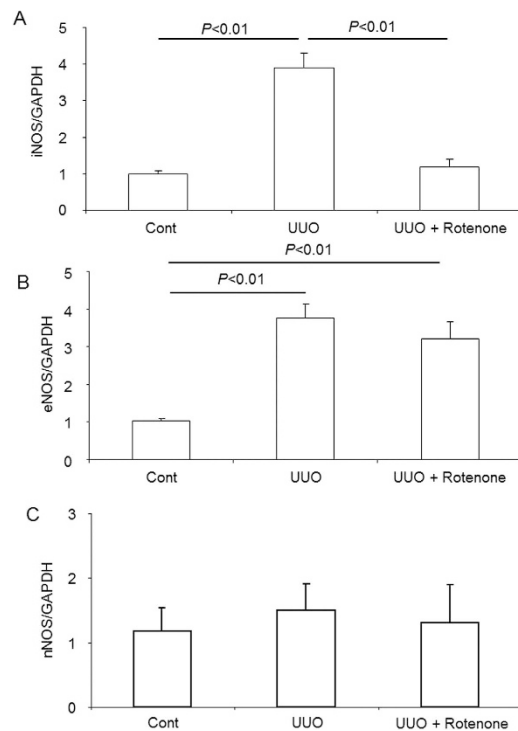 A
P<0.01 P<0.01
iNOS/GAPDH
5
4
3
2
1
0
Cont UUO UUO + Rotenone
B
P<0.01
P<0.01
eNOS/GAPDH
5
4
3
2
1
0
Cont UUO UUO + Rotenone
C
nNOS/GAPDH
3
2
1
0
Cont UUO UUO + Rotenone